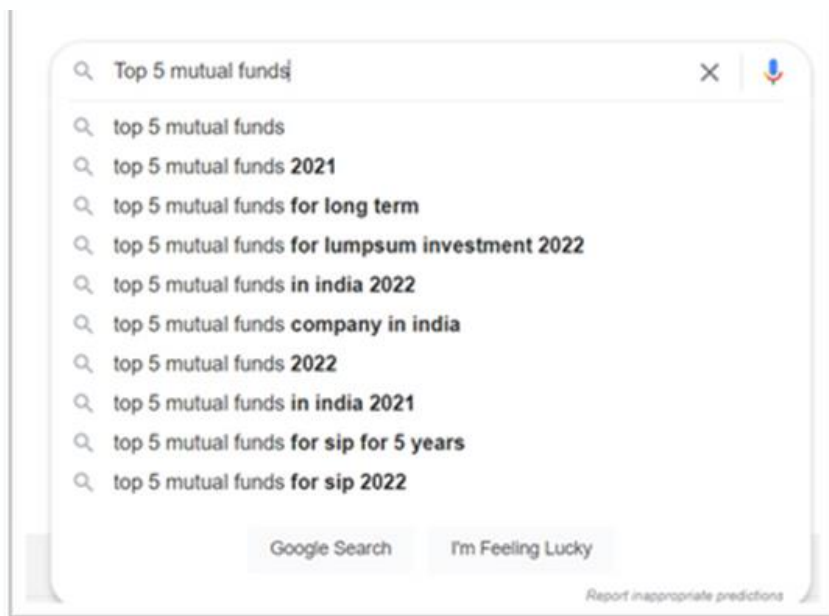 Top 5 mutual funds
top 5 mutual funds
top 5 mutual funds 2021
top 5 mutual funds for long term
top 5 mutual funds for lumpsum investment 2022
top 5 mutual funds in india 2022
top 5 mutual funds company in india
top 5 mutual funds 2022
top 5 mutual funds in india 2021
top 5 mutual funds for sip for 5 years
top 5 mutual funds for sip 2022
Google Search I'm Feeling Lucky
Report inappropriate predictions